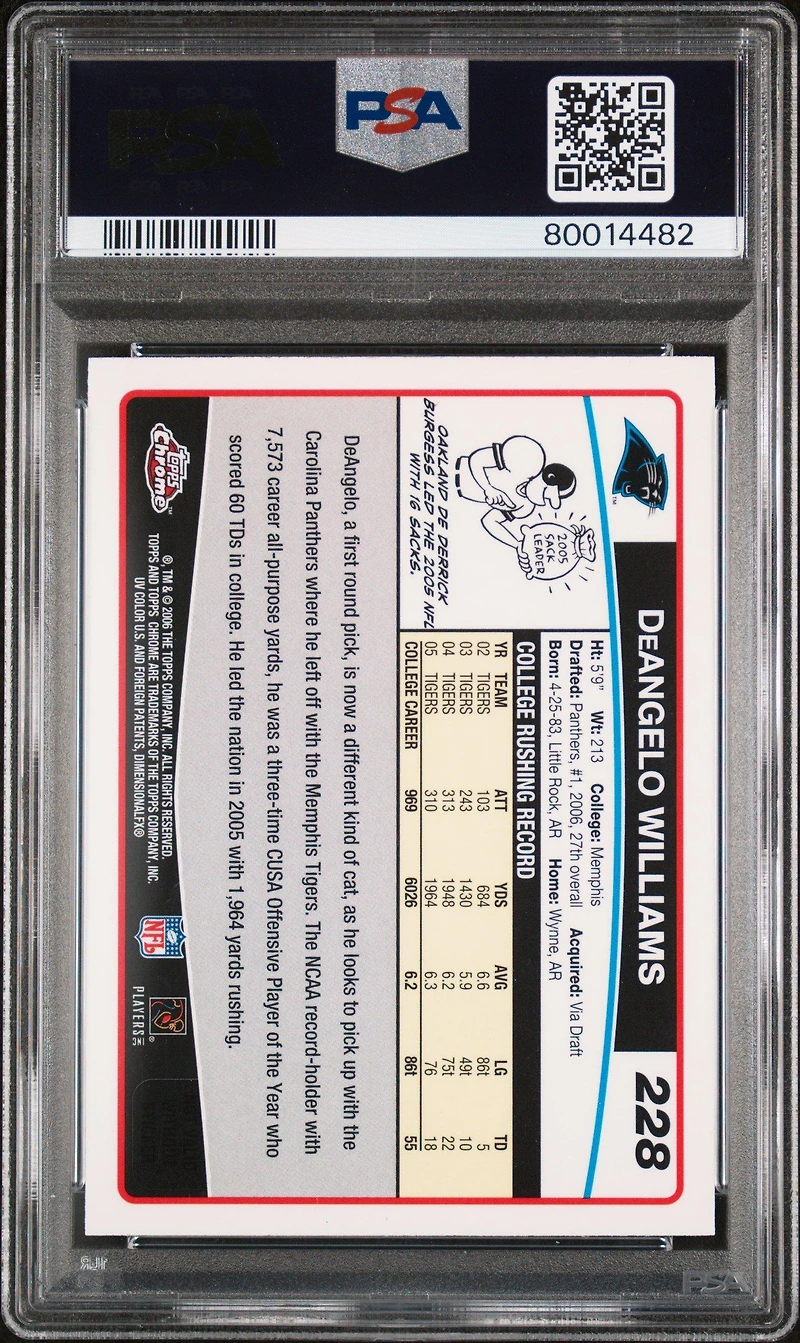 PSA
PSA
80014482
DeANGELO WILLIAMS
228
Ht: 5'9" Wt: 213 College: Memphis
Drafted: Panthers, #1, 2006, 27th overall Acquired: Via Draft
Born: 4-25-83, Little Rock, AR Home: Wynne, AR
2005
SACK
LEADER
OAKLAND DE DERRICK
BURGESS LED THE 2005 NFL
WITH 16 SACKS.
COLLEGE RUSHING RECORD
YR TEAM ATT YDS AVG LG TD
02 TIGERS 103 684 6.6 86t 5
03 TIGERS 243 1430 5.9 49t 10
04 TIGERS 313 1948 6.2 75t 22
05 TIGERS 310 1964 6.3 76 18
COLLEGE CAREER 969 6026 6.2 86t 55
DeAngelo, a first round pick, is now a different kind of cat, as he looks to pick up with the
Carolina Panthers where he left off with the Memphis Tigers. The NCAA record-holder with
7,573 career all-purpose yards, he was a three-time CUSA Offensive Player of the Year who
scored 60 TDs in college. He led the nation in 2005 with 1,964 yards rushing.
Topps
Chrome™
®, TM & © 2006 THE TOPPS COMPANY, INC. ALL RIGHTS RESERVED.
TOPPS AND TOPPS CHROME ARE TRADEMARKS OF THE TOPPS COMPANY, INC.
UV COLOR U.S. AND FOREIGN PATENTS, DIMENSIONALFX®
NFL
PLAYERS INC
PSA